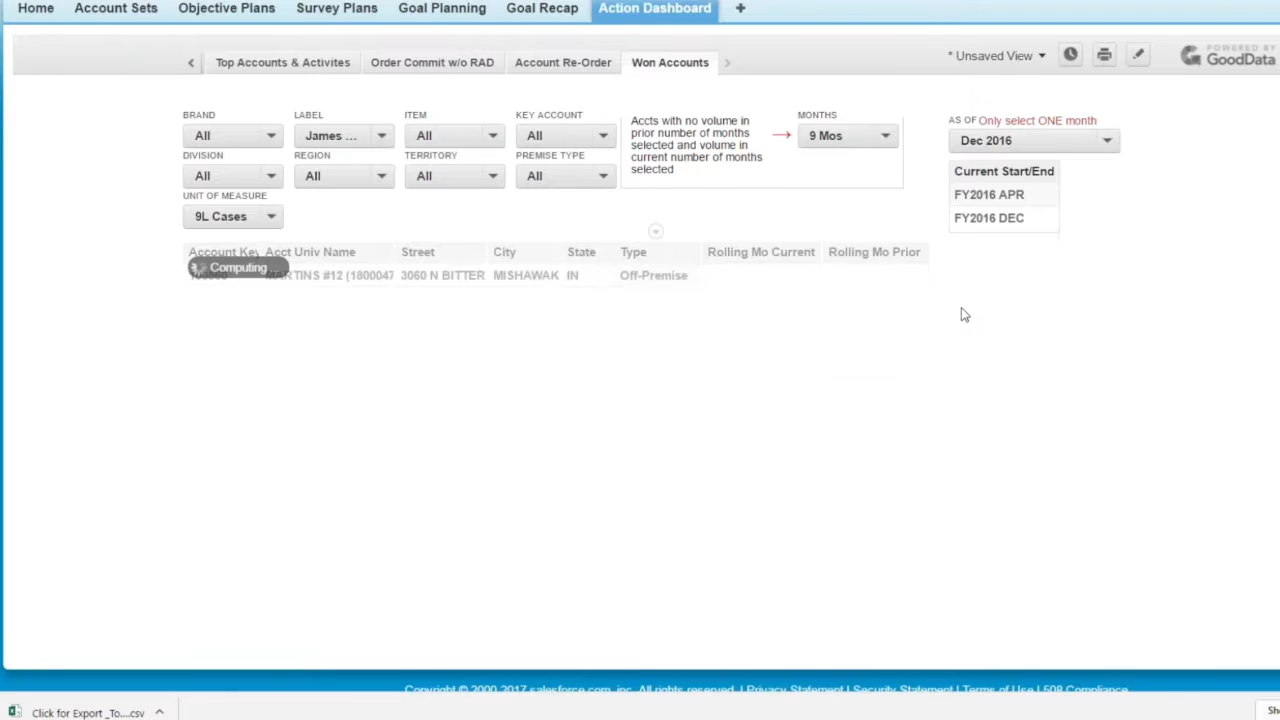 Home Account Sets Objective Plans Survey Plans Goal Planning Goal Recap Action Dashboard +
Top Accounts & Activites Order Commit w/o RAD Account Re-Order Won Accounts
* Unsaved View
POWERED BY
GoodData
BRAND LABEL ITEM KEY ACCOUNT
All James ... All All
DIVISION REGION TERRITORY PREMISE TYPE
All All All All
UNIT OF MEASURE
9L Cases
Accts with no volume in
prior number of months
selected and volume in
current number of months
selected
MONTHS
9 Mos
AS OF Only select ONE month
Dec 2016
Current Start/End
FY2016 APR
FY2016 DEC
Account Key Acct Univ Name Street City State Type Rolling Mo Current Rolling Mo Prior
Computing
MARTINS #12 (1800047 3060 N BITTER MISHAWAK IN Off-Premise
Copyright © 2000-2017 salesforce.com, inc. All rights reserved. | Privacy Statement | Security Statement | Terms of Use | 508 Compliance
Click for Export _To....csv